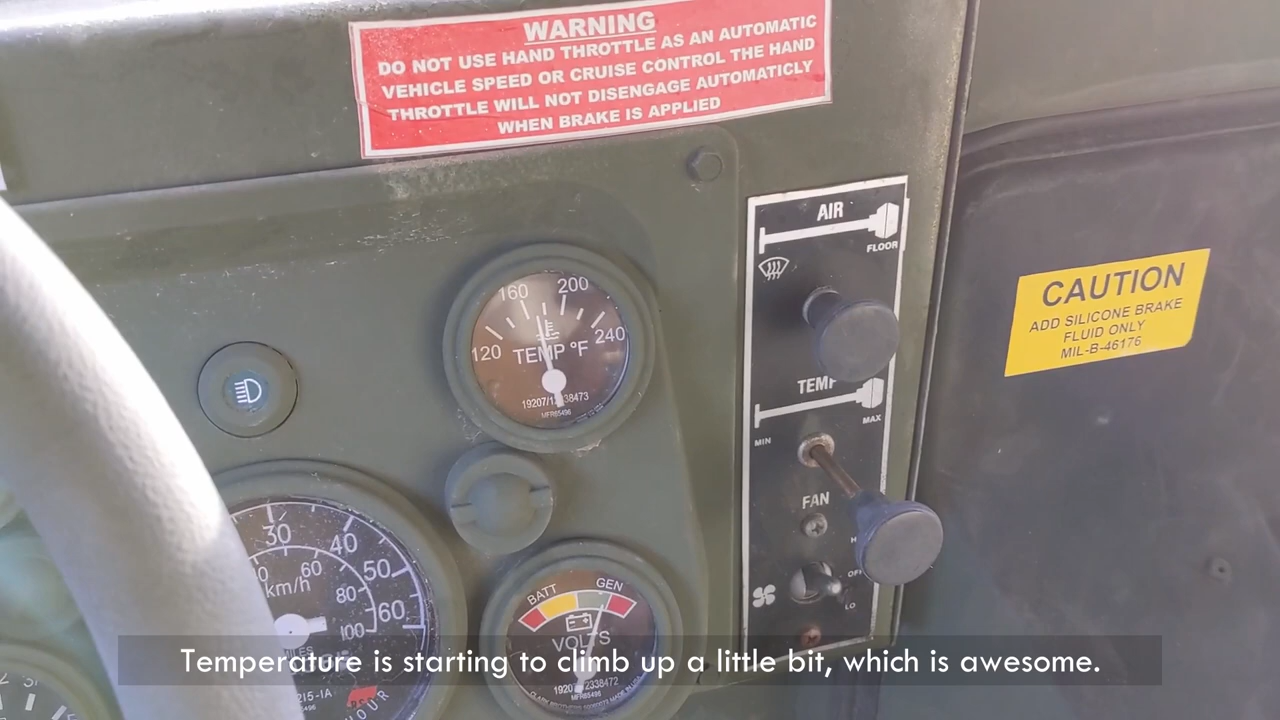 WARNING
DO NOT USE HAND THROTTLE AS AN AUTOMATIC
VEHICLE SPEED OR CRUISE CONTROL THE HAND
THROTTLE WILL NOT DISENGAGE AUTOMATICLY
WHEN BRAKE IS APPLIED
AIR
FLOOR
CAUTION
ADD SILICONE BRAKE
FLUID ONLY
MIL-B-46176
160 200
120 240
TEMP °F
MFR65496
TEMP
MIN MAX
FAN
OFF
LO
30 40 50 60
60 80 100
km/h
BATT GEN
VOLTS
MFR65496
Temperature is starting to climb up a little bit, which is awesome.